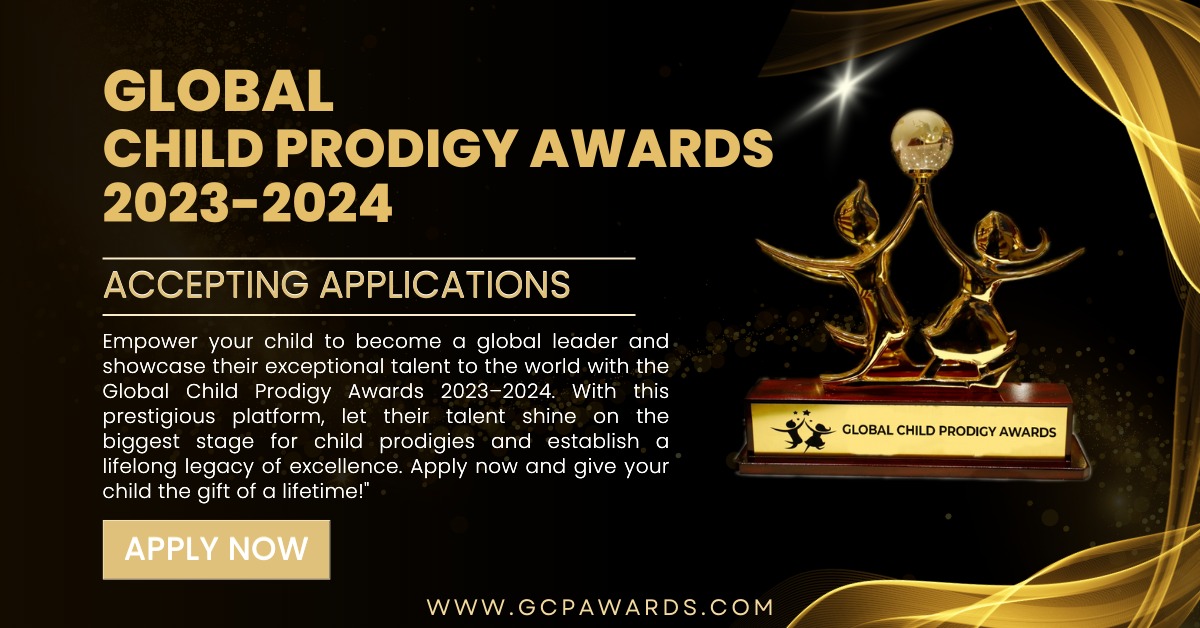 GLOBAL
CHILD PRODIGY AWARDS
2023-2024
ACCEPTING APPLICATIONS
Empower your child to become a global leader and
showcase their exceptional talent to the world with the
Global Child Prodigy Awards 2023–2024. With this
prestigious platform, let their talent shine on the
biggest stage for child prodigies and establish a
lifelong legacy of excellence. Apply now and give your
child the gift of a lifetime!"
APPLY NOW
GLOBAL CHILD PRODIGY AWARDS
WWW.GCPAWARDS.COM